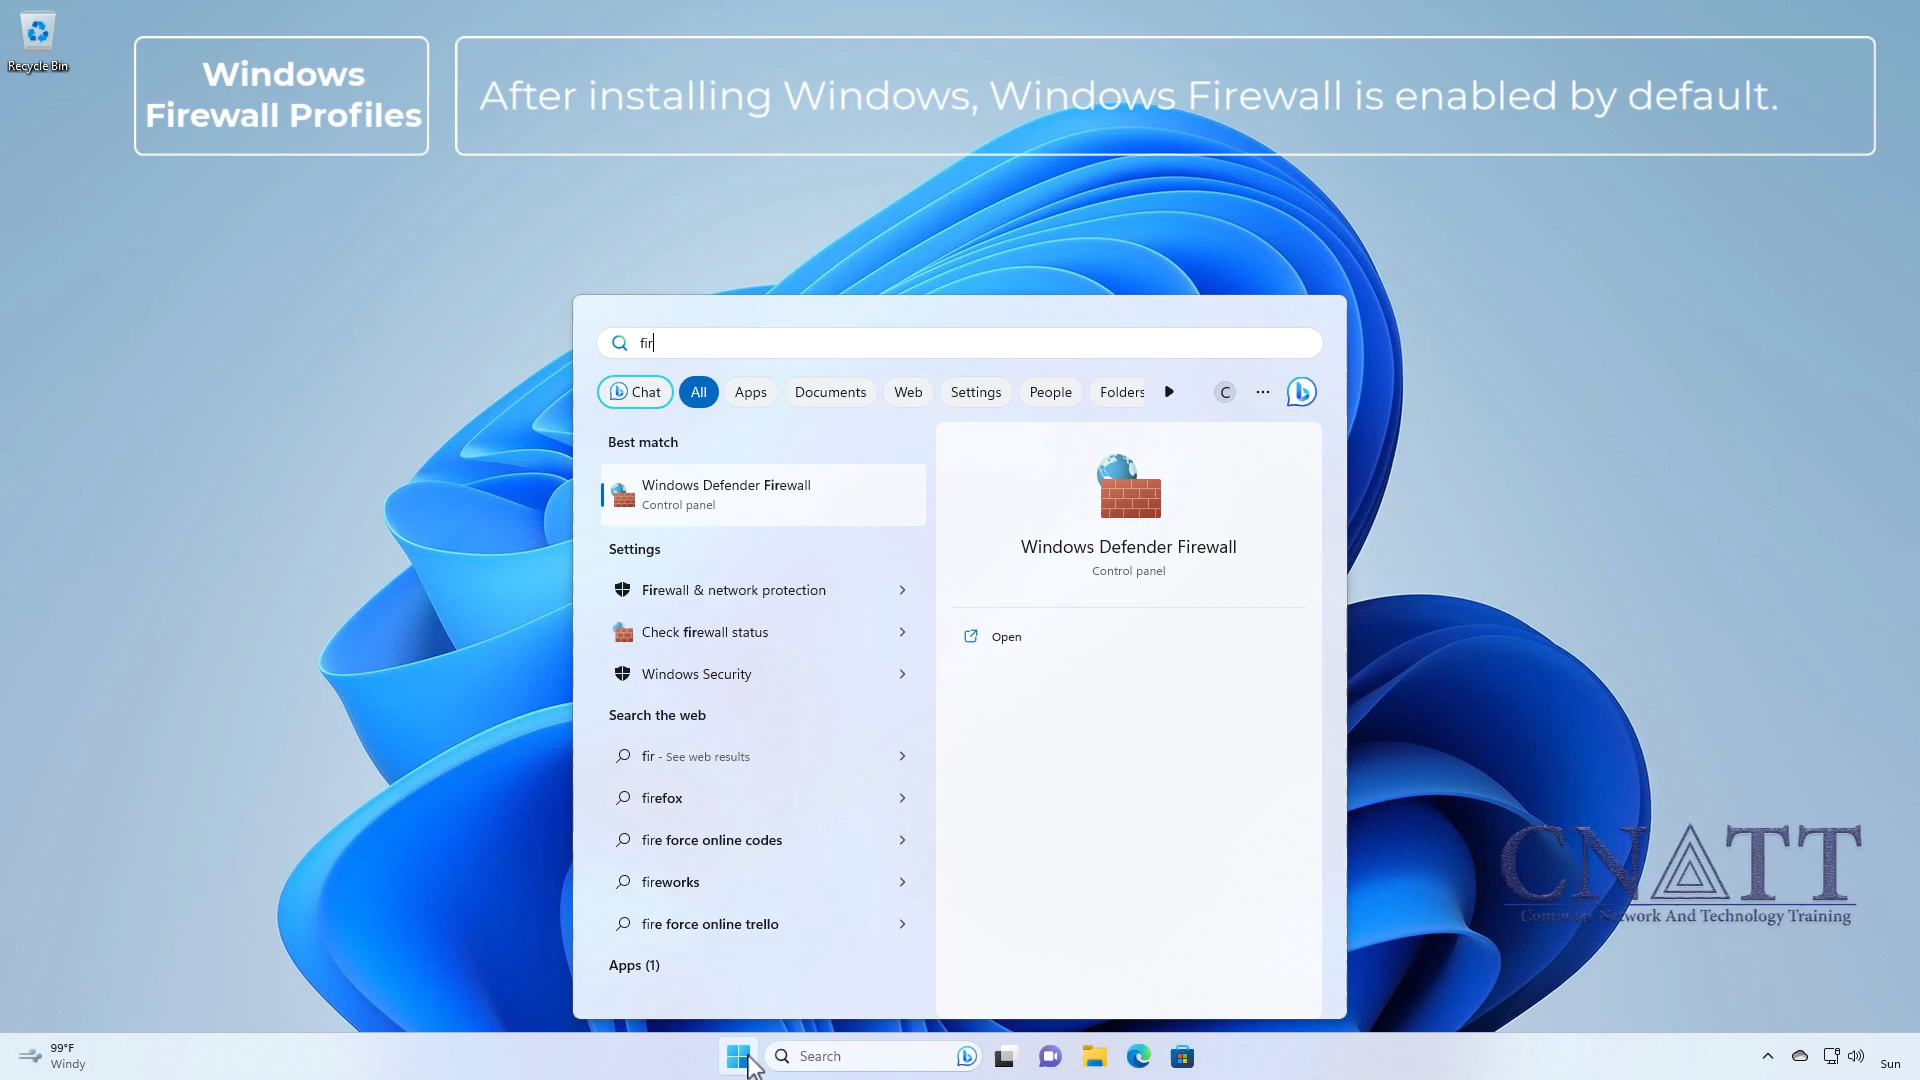 Recycle Bin
Windows
Firewall Profiles
After installing Windows, Windows Firewall is enabled by default.
fir
Chat All Apps Documents Web Settings People Folders C
Best match
Windows Defender Firewall
Control panel
Settings
Firewall & network protection
Check firewall status
Windows Security
Search the web
fir - See web results
firefox
fire force online codes
fireworks
fire force online trello
Apps (1)
Windows Defender Firewall
Control panel
Open
CNATT
Computer Network And Technology Training
99°F
Windy
Search
Sun